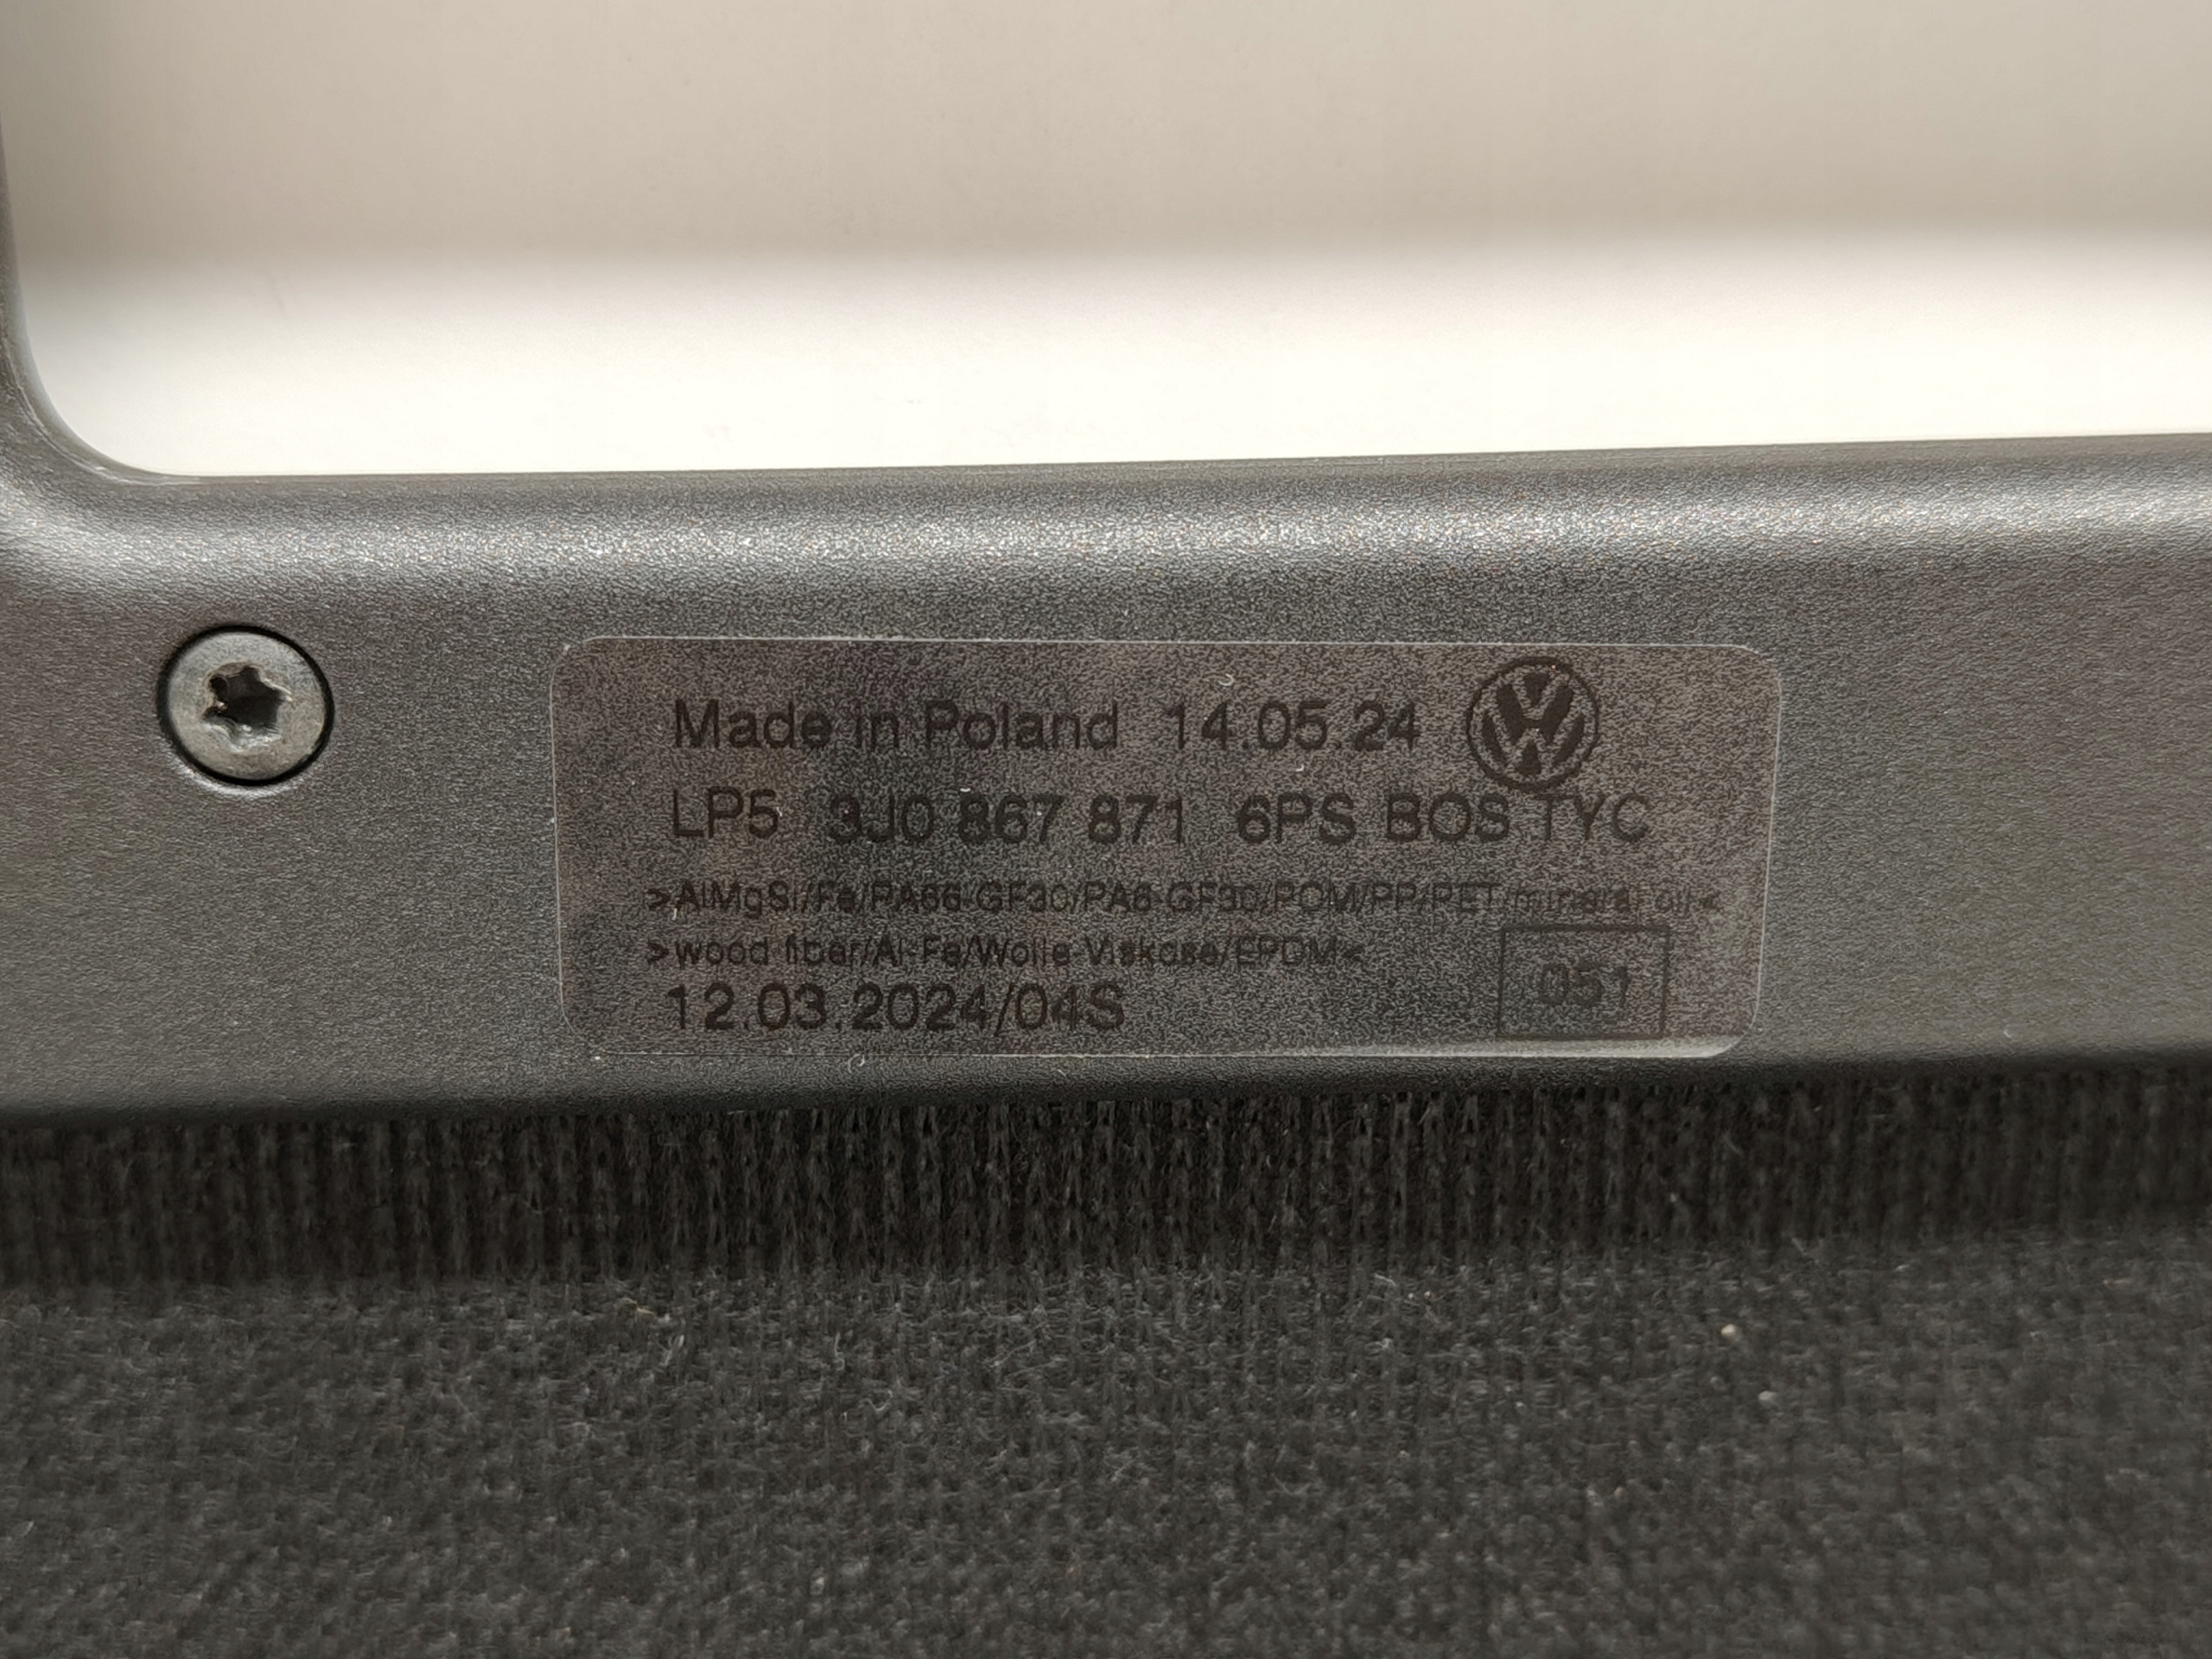 Made in Poland 14.05.24
LP5 3J0 867 871 6PS BOS TYC
>AlMgSi/Fe/PA66-GF30/PA6-GF30/POM/PP/PET/mineral oil<
>wood fiber/Al-Fe/Wolle-Viskose/EPDM<
12.03.2024/04S
051